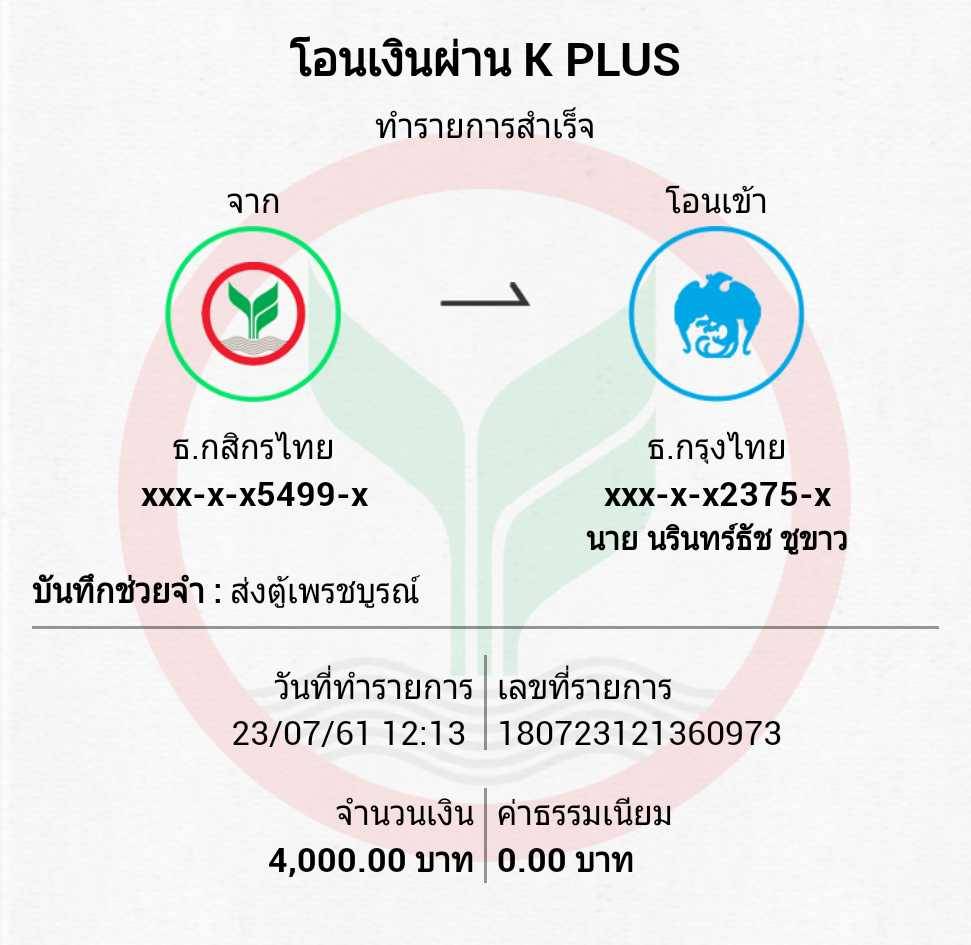 โอนเงินผ่าน K PLUS
ทำรายการสำเร็จ
จาก
โอนเข้า
ธ.กสิกรไทย
xxx-x-x5499-x
ธ.กรุงไทย
xxx-x-x2375-x
นาย นรินทร์ธัช ชูขาว
บันทึกช่วยจำ : ส่งตู้เพรชบูรณ์
วันที่ทำรายการ
23/07/61 12:13
เลขที่รายการ
180723121360973
จำนวนเงิน
4,000.00 บาท
ค่าธรรมเนียม
0.00 บาท